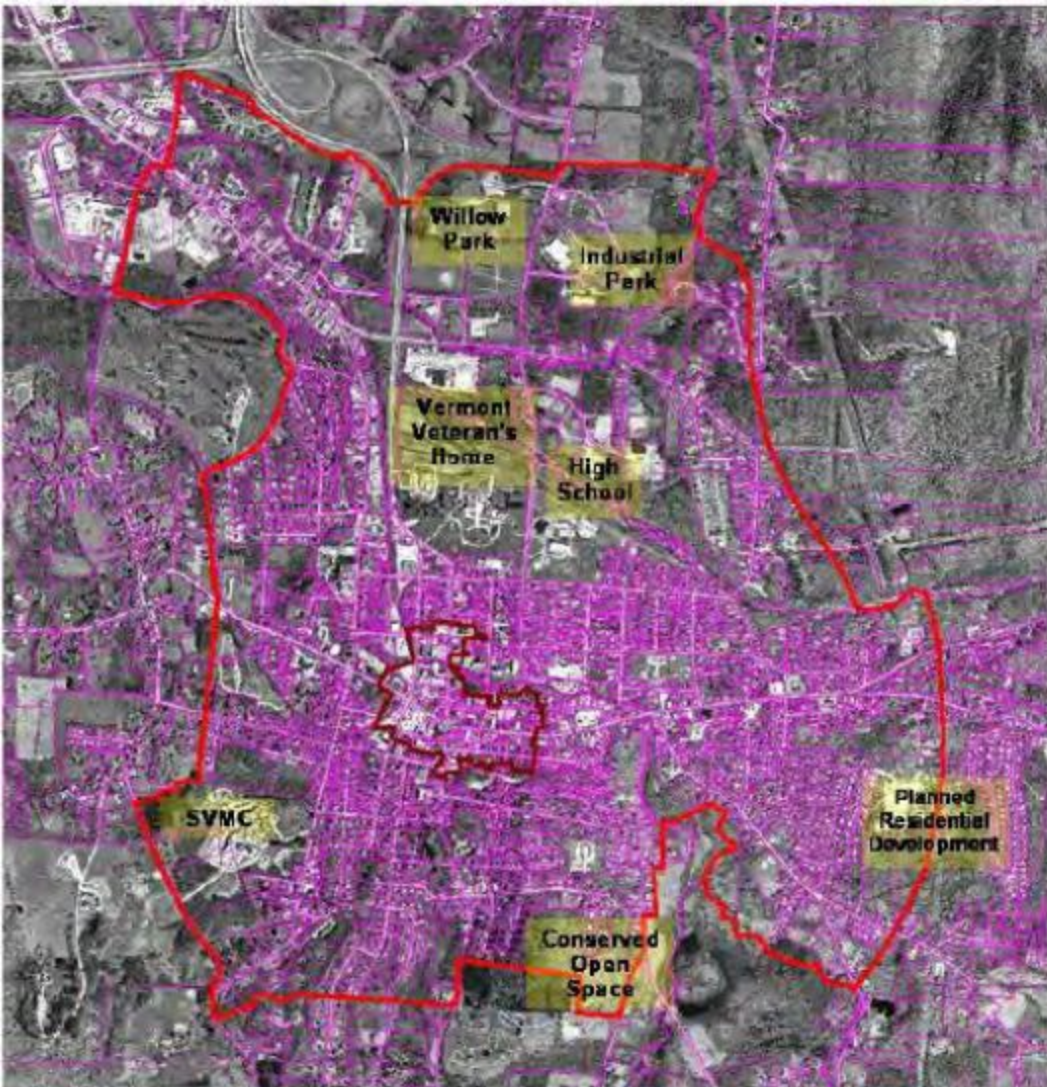 Willow
Park
Industrial
Park
Vermont
Veteran's
Home
High
School
SVMC
Planned
Residential
Development
Conserved
Open
Space